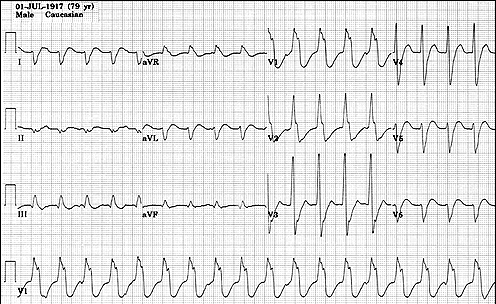 01-JUL-1917 (79 yr)
Male Caucasian
I aVR V1 V4
II aVL V2 V5
III aVF V3 V6
V1